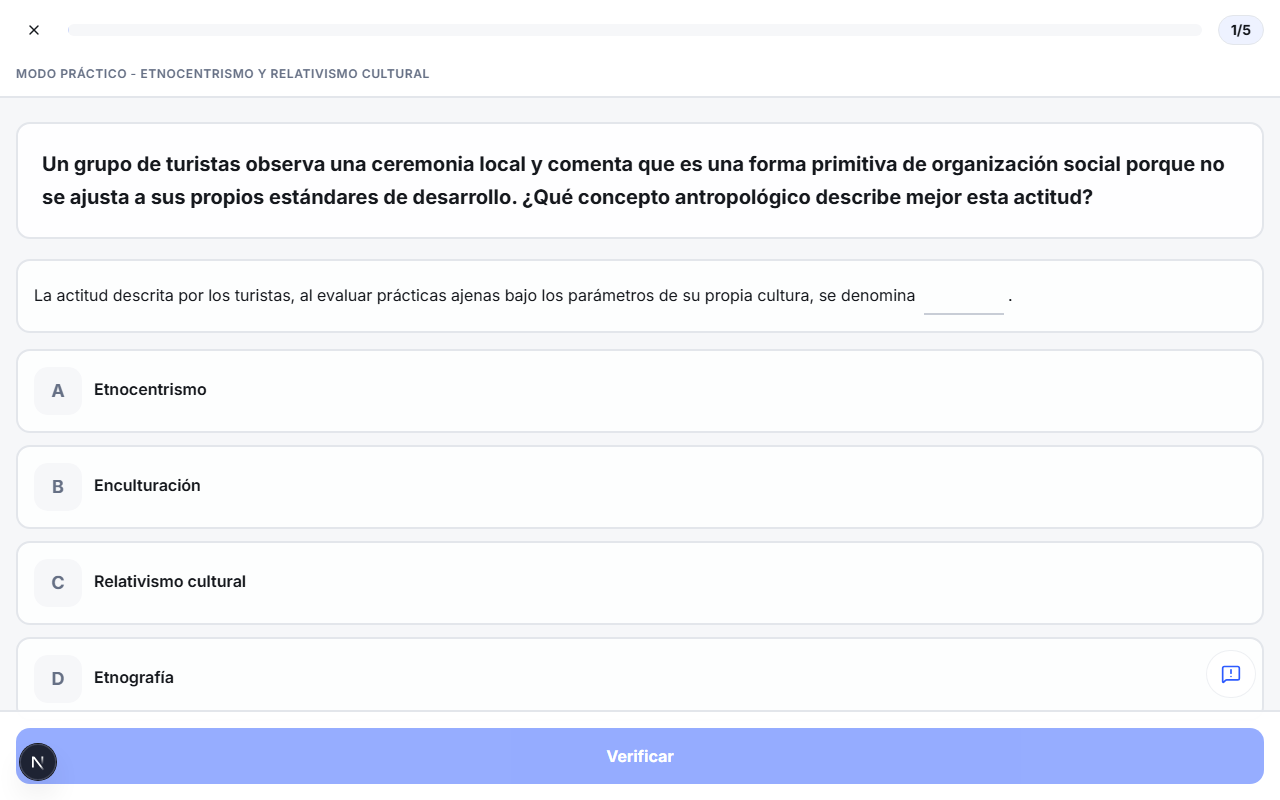 1/5
MODO PRÁCTICO - ETNOCENTRISMO Y RELATIVISMO CULTURAL
Un grupo de turistas observa una ceremonia local y comenta que es una forma primitiva de organización social porque no
se ajusta a sus propios estándares de desarrollo. ¿Qué concepto antropológico describe mejor esta actitud?
La actitud descrita por los turistas, al evaluar prácticas ajenas bajo los parámetros de su propia cultura, se denomina ________ .
A Etnocentrismo
B Enculturación
C Relativismo cultural
D Etnografía
N Verificar